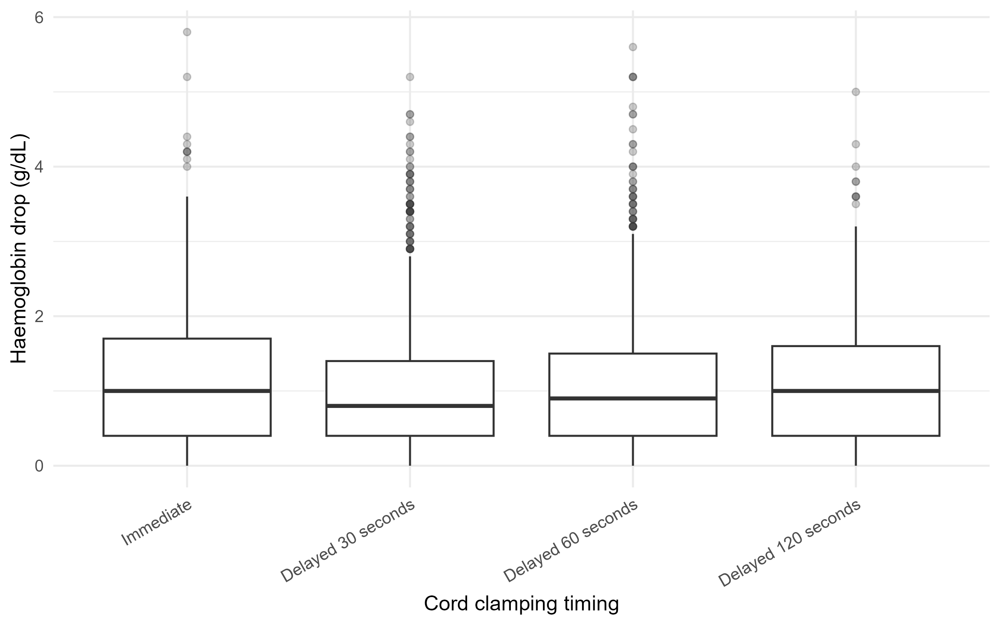 Haemoglobin drop (g/dL)
6
4
2
0
Immediate
Delayed 30 seconds
Delayed 60 seconds
Delayed 120 seconds
Cord clamping timing